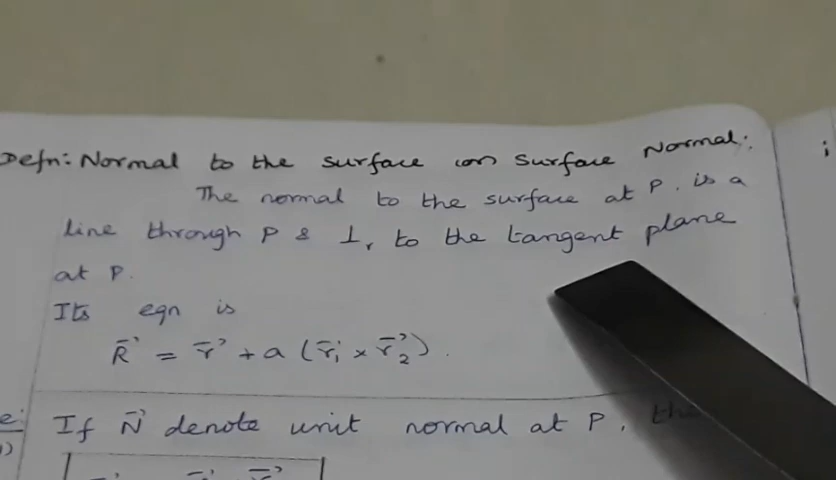 Defn: Normal to the surface (or) surface Normal:
The normal to the surface at P. is a
line through P & ⊥r to the tangent plane
at P.
Its eqn is
R⃗ = r⃗ + a (r⃗1 × r⃗2).
If N⃗ denote unit normal at P,